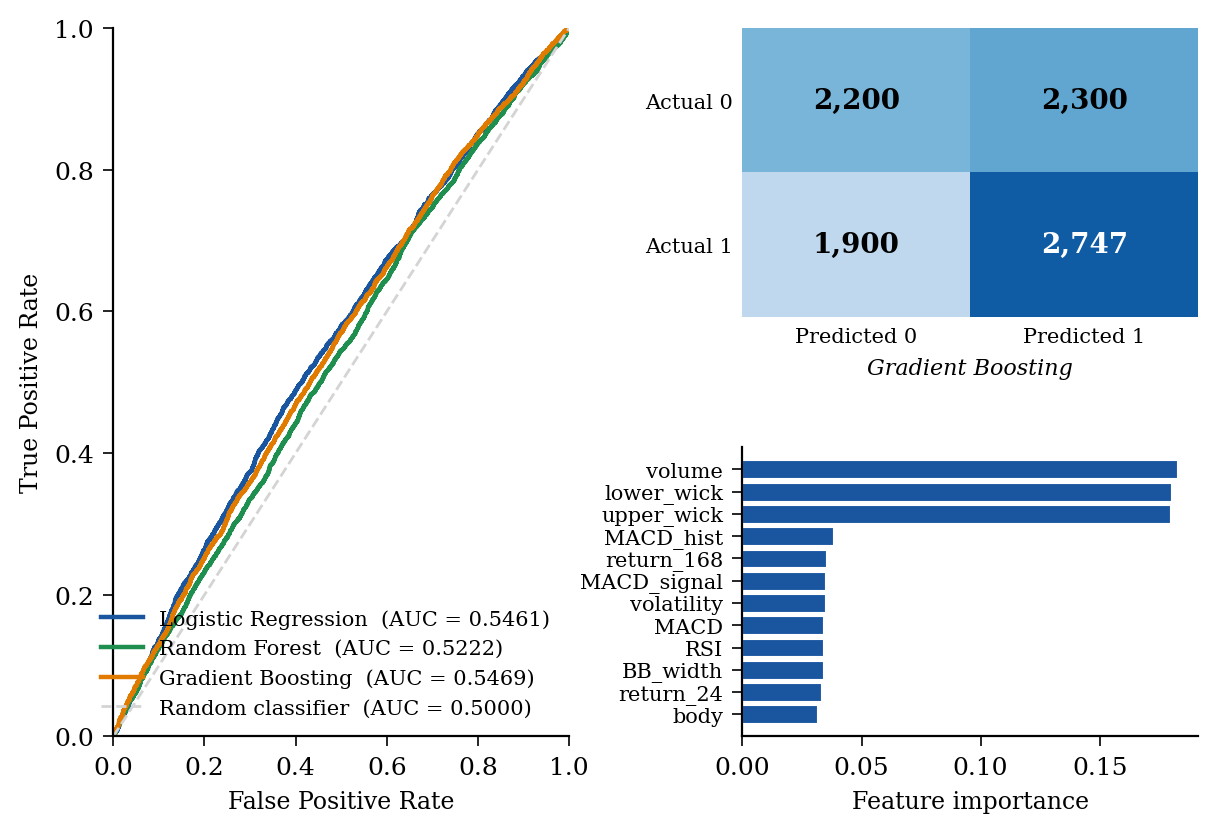 True Positive Rate
1.0
0.8
0.6
0.4
0.2
0.0
Logistic Regression (AUC = 0.5461)
Random Forest (AUC = 0.5222)
Gradient Boosting (AUC = 0.5469)
Random classifier (AUC = 0.5000)
0.0 0.2 0.4 0.6 0.8 1.0
False Positive Rate
Actual 0 2,200 2,300
Actual 1 1,900 2,747
Predicted 0 Predicted 1
Gradient Boosting
volume
lower_wick
upper_wick
MACD_hist
return_168
MACD_signal
volatility
MACD
RSI
BB_width
return_24
body
0.00 0.05 0.10 0.15
Feature importance